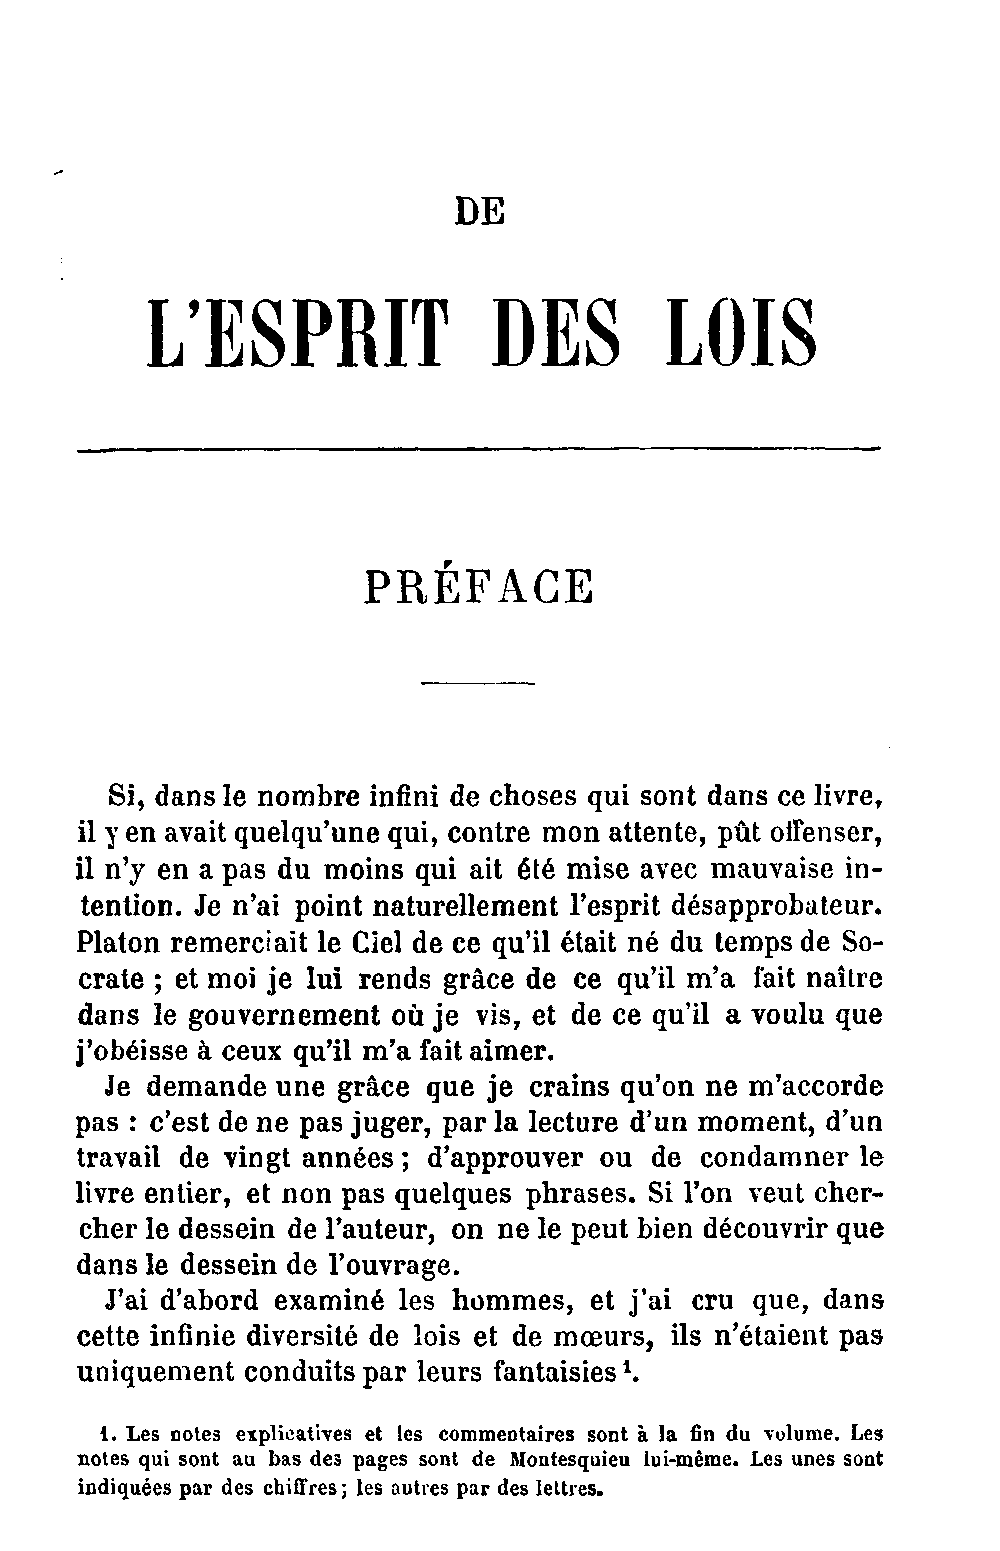 DE
L'ESPRIT DES LOIS
PRÉFACE
Si, dans le nombre infini de choses qui sont dans ce livre,
il y en avait quelqu'une qui, contre mon attente, pût offenser,
il n'y en a pas du moins qui ait été mise avec mauvaise in-
tention. Je n'ai point naturellement l'esprit désapprobateur.
Platon remerciait le Ciel de ce qu'il était né du temps de So-
crate ; et moi je lui rends grâce de ce qu'il m'a fait naître
dans le gouvernement où je vis, et de ce qu'il a voulu que
j'obéisse à ceux qu'il m'a fait aimer.
Je demande une grâce que je crains qu'on ne m'accorde
pas : c'est de ne pas juger, par la lecture d'un moment, d'un
travail de vingt années ; d'approuver ou de condamner le
livre entier, et non pas quelques phrases. Si l'on veut cher-
cher le dessein de l'auteur, on ne le peut bien découvrir que
dans le dessein de l'ouvrage.
J'ai d'abord examiné les hommes, et j'ai cru que, dans
cette infinie diversité de lois et de mœurs, ils n'étaient pas
uniquement conduits par leurs fantaisies ¹.
1. Les notes explicatives et les commentaires sont à la fin du volume. Les
notes qui sont au bas des pages sont de Montesquieu lui-même. Les unes sont
indiquées par des chiffres ; les autres par des lettres.